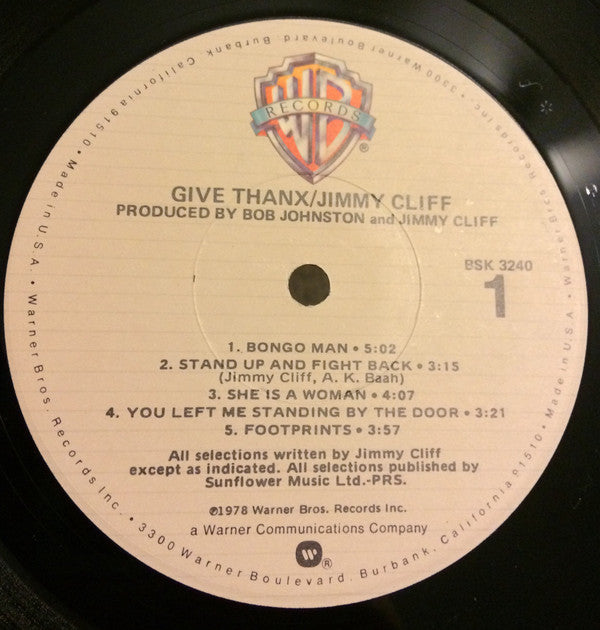 WB
RECORDS
®
GIVE THANX/JIMMY CLIFF
PRODUCED BY BOB JOHNSTON and JIMMY CLIFF
BSK 3240
1
1. BONGO MAN • 5:02
2. STAND UP AND FIGHT BACK • 3:15
(Jimmy Cliff, A. K. Baah)
3. SHE IS A WOMAN • 4:07
4. YOU LEFT ME STANDING BY THE DOOR • 3:21
5. FOOTPRINTS • 3:57
All selections written by Jimmy Cliff
except as indicated. All selections published by
Sunflower Music Ltd.-PRS.
℗1978 Warner Bros. Records Inc.
a Warner Communications Company
®
Made in U.S.A. • Warner Bros. Records Inc. • 3300 Warner Boulevard, Burbank, California 91510 • Made in U.S.A. • Warner Bros. Records Inc. • 3300 Warner Boulevard, Burbank, California 91510 •